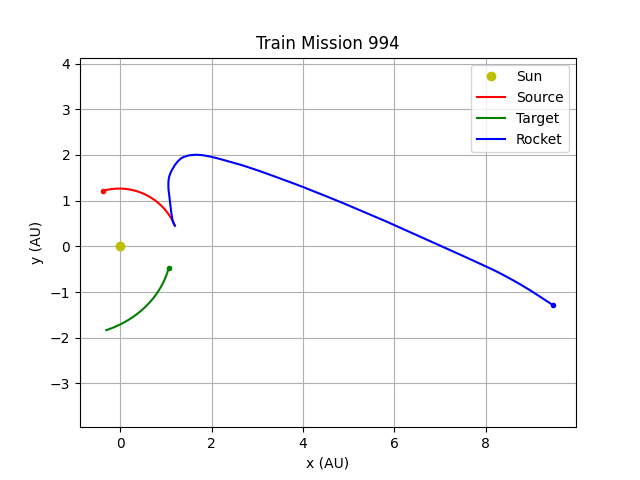 Train Mission 994
Sun
Source
Target
Rocket
4
3
2
1
0
−1
−2
−3
y (AU)
0
2
4
6
8
x (AU)